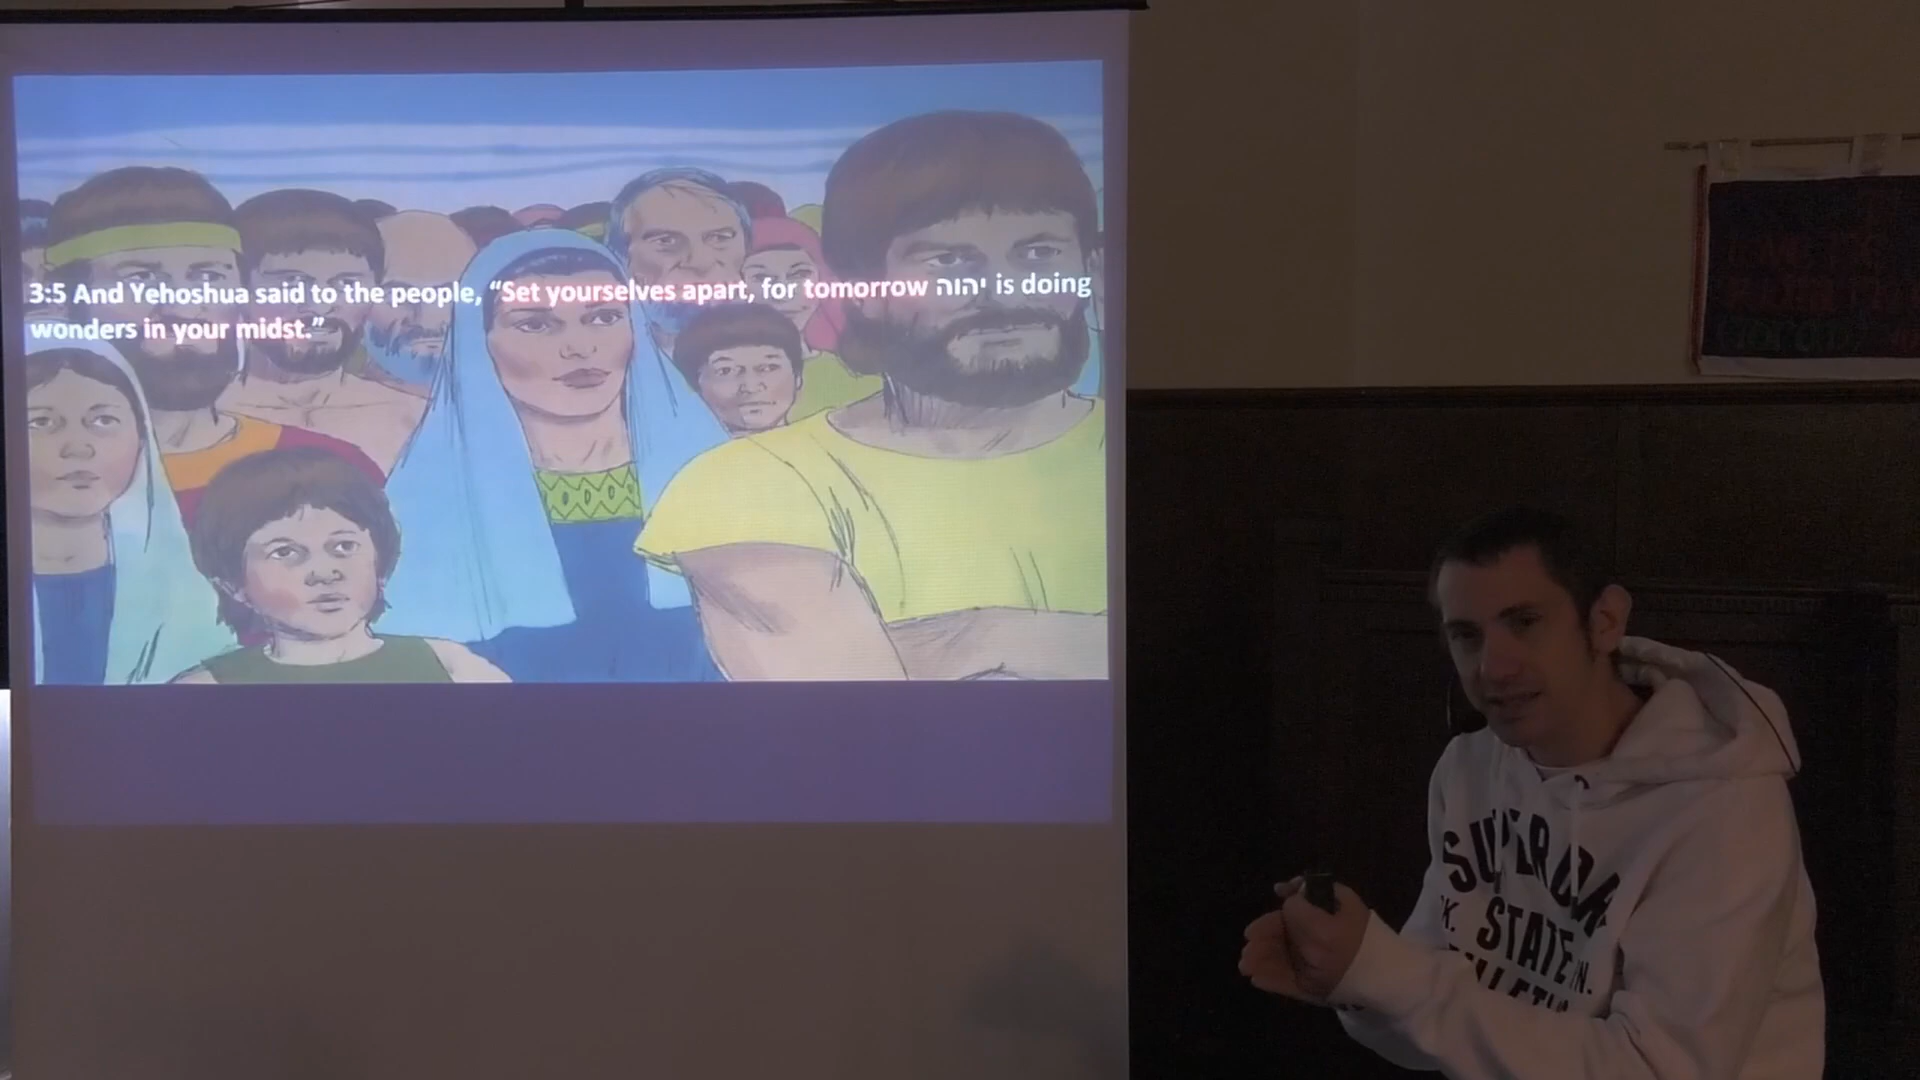 3:5 And Yehoshua said to the people, “Set yourselves apart, for tomorrow יהוה is doing
wonders in your midst.”
STATE